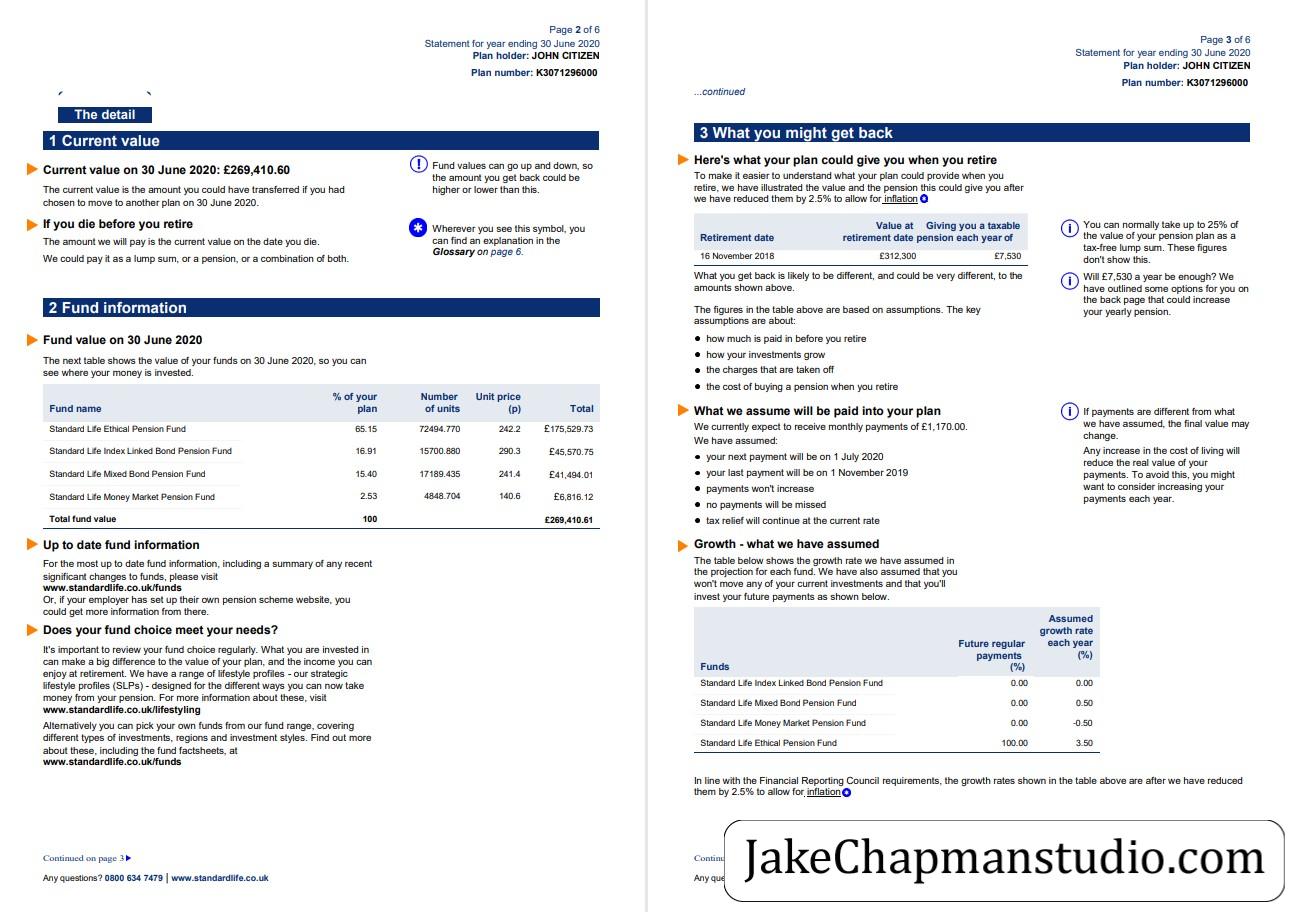 Page 2 of 6
Statement for year ending 30 June 2020
Plan holder: JOHN CITIZEN
Plan number: K3071296000
The detail
1 Current value
Current value on 30 June 2020: £269,410.60
The current value is the amount you could have transferred if you had
chosen to move to another plan on 30 June 2020.
If you die before you retire
The amount we will pay is the current value on the date you die.
We could pay it as a lump sum, or a pension, or a combination of both.
! Fund values can go up and down, so
the amount you get back could be
higher or lower than this.
* Wherever you see this symbol, you
can find an explanation in the
Glossary on page 6.
2 Fund information
Fund value on 30 June 2020
The next table shows the value of your funds on 30 June 2020, so you can
see where your money is invested.
% of your Number Unit price
Fund name plan of units (p) Total
Standard Life Ethical Pension Fund 65.15 72494.770 242.2 £175,529.73
Standard Life Index Linked Bond Pension Fund 16.91 15700.880 290.3 £45,570.75
Standard Life Mixed Bond Pension Fund 15.40 17189.435 241.4 £41,494.01
Standard Life Money Market Pension Fund 2.53 4848.704 140.6 £6,816.12
Total fund value 100 £269,410.61
Up to date fund information
For the most up to date fund information, including a summary of any recent
significant changes to funds, please visit
www.standardlife.co.uk/funds
Or, if your employer has set up their own pension scheme website, you
could get more information from there.
Does your fund choice meet your needs?
It's important to review your fund choice regularly. What you are invested in
can make a big difference to the value of your plan, and the income you can
enjoy at retirement. We have a range of lifestyle profiles - our strategic
lifestyle profiles (SLPs) - designed for the different ways you can now take
money from your pension. For more information about these, visit
www.standardlife.co.uk/lifestyling
Alternatively you can pick your own funds from our fund range, covering
different types of investments, regions and investment styles. Find out more
about these, including the fund factsheets, at
www.standardlife.co.uk/funds
Continued on page 3
Any questions? 0800 634 7479 | www.standardlife.co.uk
Page 3 of 6
Statement for year ending 30 June 2020
Plan holder: JOHN CITIZEN
Plan number: K3071296000
...continued
3 What you might get back
Here's what your plan could give you when you retire
To make it easier to understand what your plan could provide when you
retire, we have illustrated the value and the pension this could give you after
we have reduced them by 2.5% to allow for inflation *
Value at Giving you a taxable
Retirement date retirement date pension each year of
16 November 2018 £312,300 £7,530
What you get back is likely to be different, and could be very different, to the
amounts shown above.
The figures in the table above are based on assumptions. The key
assumptions are about:
• how much is paid in before you retire
• how your investments grow
• the charges that are taken off
• the cost of buying a pension when you retire
i You can normally take up to 25% of
the value of your pension plan as a
tax-free lump sum. These figures
don't show this.
i Will £7,530 a year be enough? We
have outlined some options for you on
the back page that could increase
your yearly pension.
What we assume will be paid into your plan
We currently expect to receive monthly payments of £1,170.00.
We have assumed:
• your next payment will be on 1 July 2020
• your last payment will be on 1 November 2019
• payments won't increase
• no payments will be missed
• tax relief will continue at the current rate
i If payments are different from what
we have assumed, the final value may
change.
Any increase in the cost of living will
reduce the real value of your
payments. To avoid this, you might
want to consider increasing your
payments each year.
Growth - what we have assumed
The table below shows the growth rate we have assumed in
the projection for each fund. We have also assumed that you
won't move any of your current investments and that you'll
invest your future payments as shown below.
Assumed
growth rate
Future regular each year
payments (%)
Funds (%)
Standard Life Index Linked Bond Pension Fund 0.00 0.00
Standard Life Mixed Bond Pension Fund 0.00 0.50
Standard Life Money Market Pension Fund 0.00 -0.50
Standard Life Ethical Pension Fund 100.00 3.50
In line with the Financial Reporting Council requirements, the growth rates shown in the table above are after we have reduced
them by 2.5% to allow for inflation *
Continu
Any que
JakeChapmanstudio.com